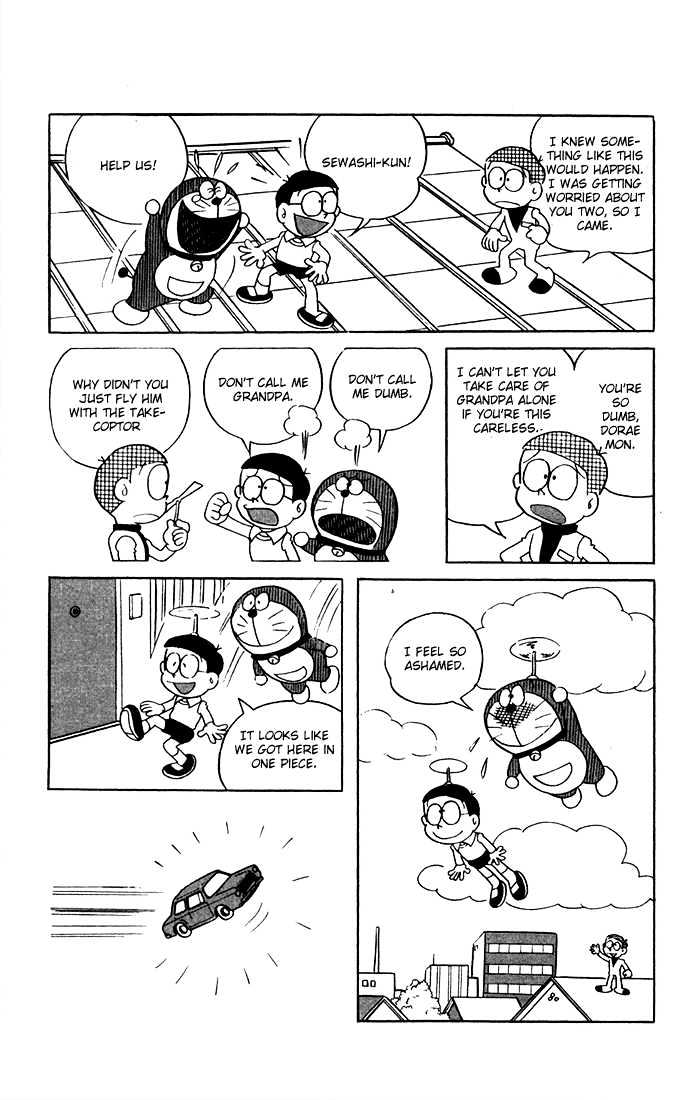 I KNEW SOME-
THING LIKE THIS
WOULD HAPPEN.
I WAS GETTING
WORRIED ABOUT
YOU TWO, SO I
CAME.
SEWASHI-KUN!
HELP US!
YOU'RE
SO
DUMB,
DORAE
MON.
I CAN'T LET YOU
TAKE CARE OF
GRANDPA ALONE
IF YOU'RE THIS
CARELESS.
DON'T CALL
ME DUMB.
DON'T CALL ME
GRANDPA.
WHY DIDN'T YOU
JUST FLY HIM
WITH THE TAKE-
COPTOR
I FEEL SO
ASHAMED.
IT LOOKS LIKE
WE GOT HERE IN
ONE PIECE.